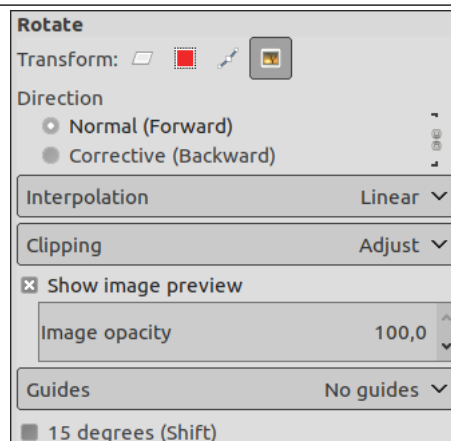 Rotate
Transform:
Direction
Normal (Forward)
Corrective (Backward)
Interpolation Linear
Clipping Adjust
Show image preview
Image opacity 100,0
Guides No guides
15 degrees (Shift)